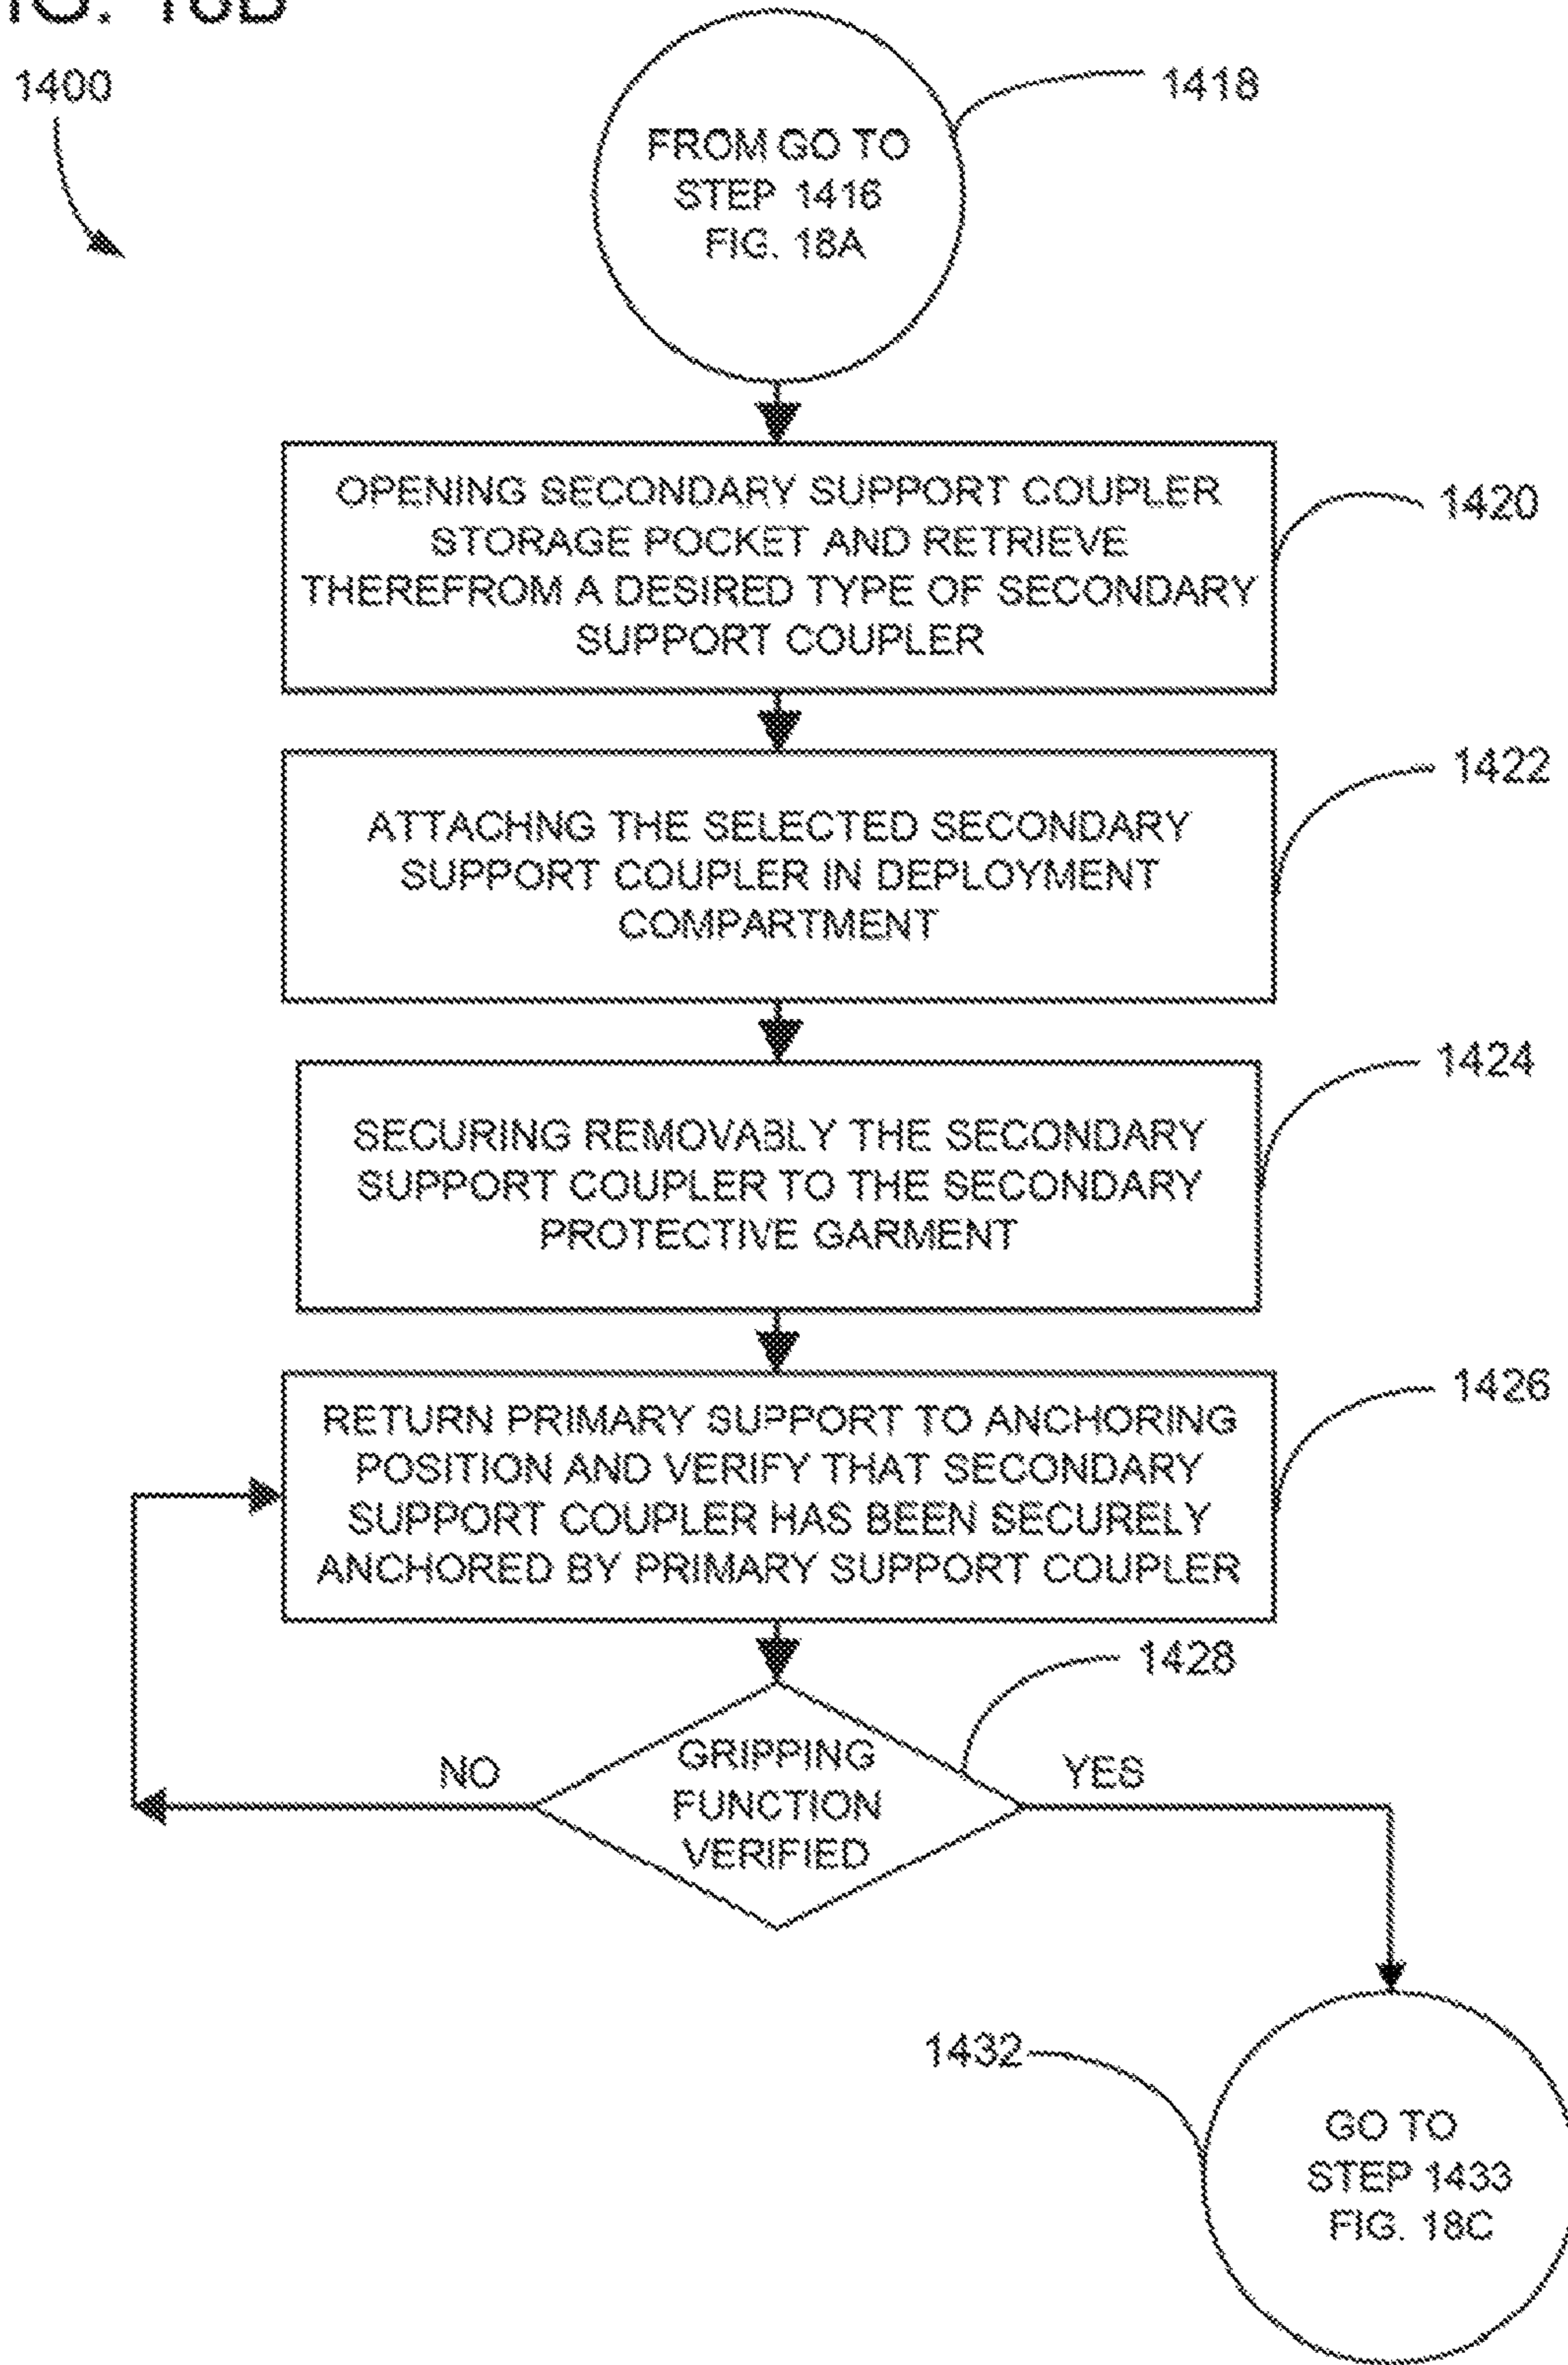 1400
1418
FROM GO TO
STEP 1416
FIG. 18A
OPENING SECONDARY SUPPORT COUPLER
STORAGE POCKET AND RETRIEVE
THEREFROM A DESIRED TYPE OF SECONDARY
SUPPORT COUPLER
1420
ATTACHNG THE SELECTED SECONDARY
SUPPORT COUPLER IN DEPLOYMENT
COMPARTMENT
1422
SECURING REMOVABLY THE SECONDARY
SUPPORT COUPLER TO THE SECONDARY
PROTECTIVE GARMENT
1424
RETURN PRIMARY SUPPORT TO ANCHORING
POSITION AND VERIFY THAT SECONDARY
SUPPORT COUPLER HAS BEEN SECURELY
ANCHORED BY PRIMARY SUPPORT COUPLER
1426
1428
GRIPPING
FUNCTION
VERIFIED
NO
YES
1432
GO TO
STEP 1433
FIG. 18C